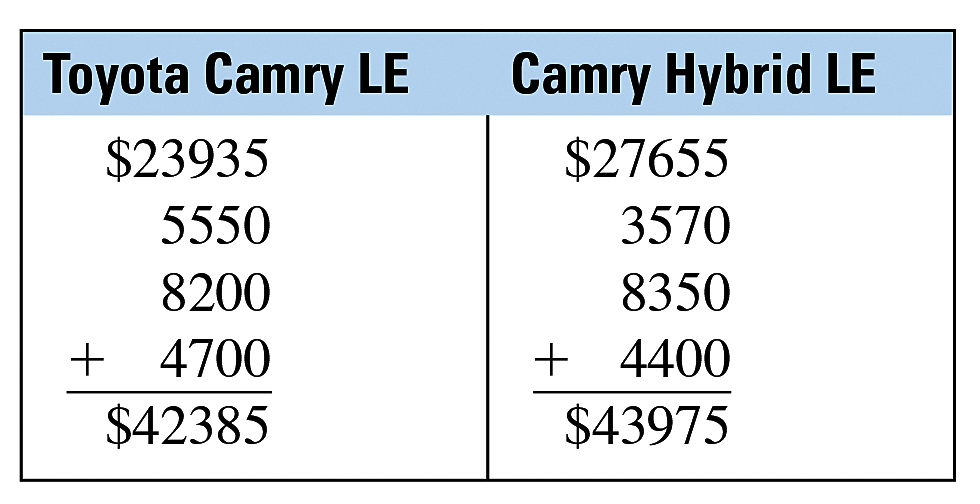 Toyota Camry LE Camry Hybrid LE
$23935 $27655
5550 3570
8200 8350
+ 4700 + 4400
$42385 $43975